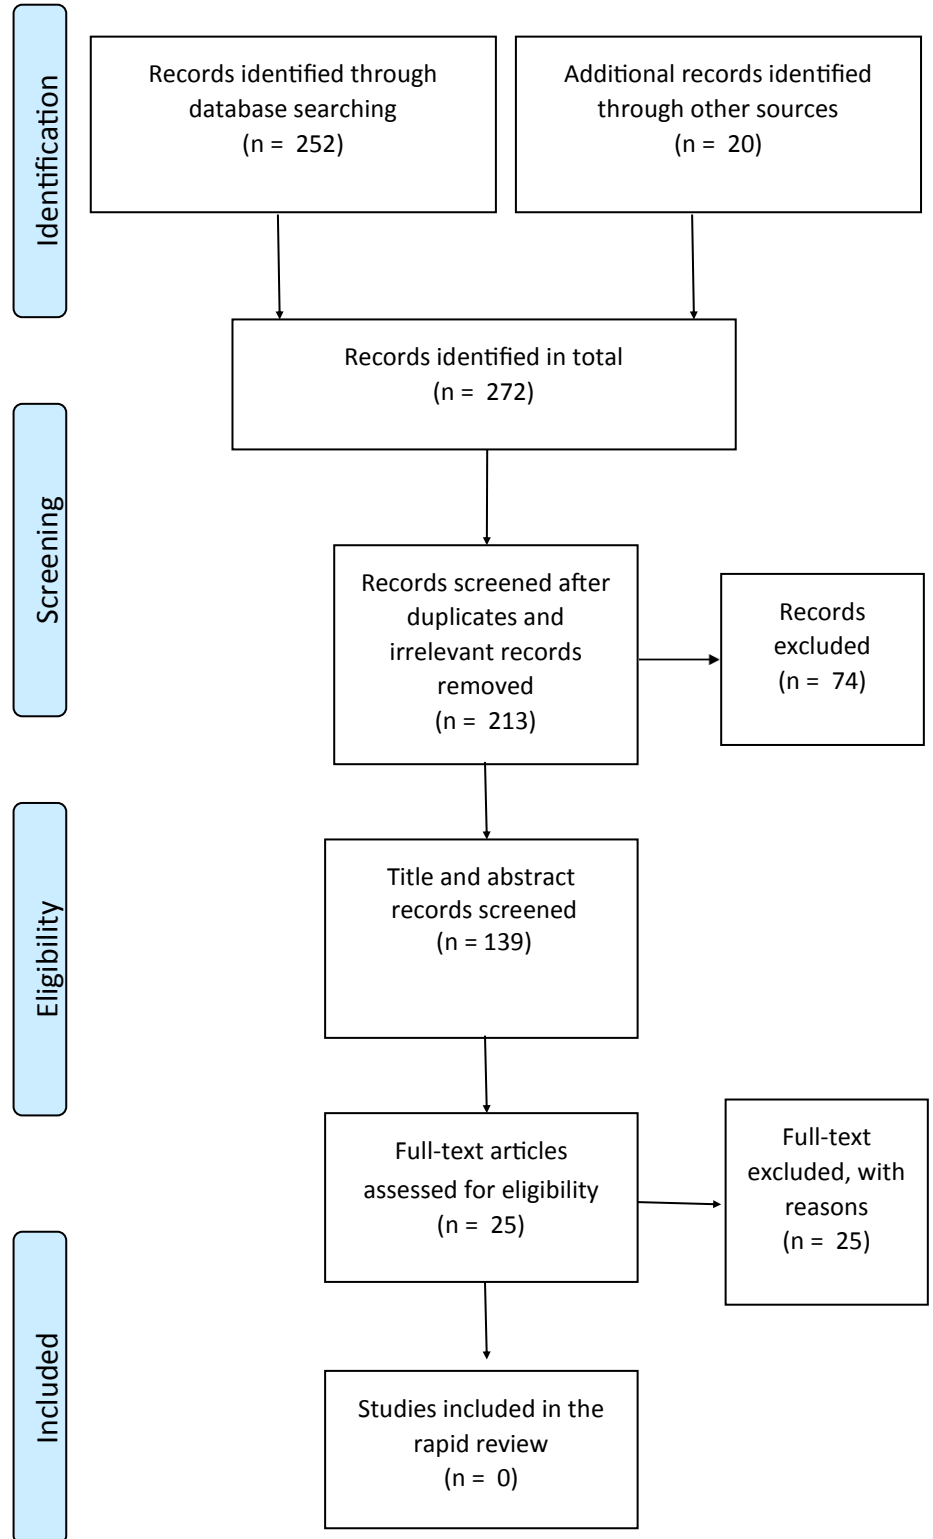 Identification
Records identified through
database searching
(n =  252)
Additional records identified
through other sources
(n =  20)
Records identified in total
(n =  272)
Screening
Records screened after
duplicates and
irrelevant records
removed
(n =  213)
Records
excluded
(n =  74)
Eligibility
Title and abstract
records screened
(n = 139)
Full-text articles
assessed for eligibility
(n =  25)
Full-text
excluded, with
reasons
(n =  25)
Included
Studies included in the
rapid review
(n =  0)